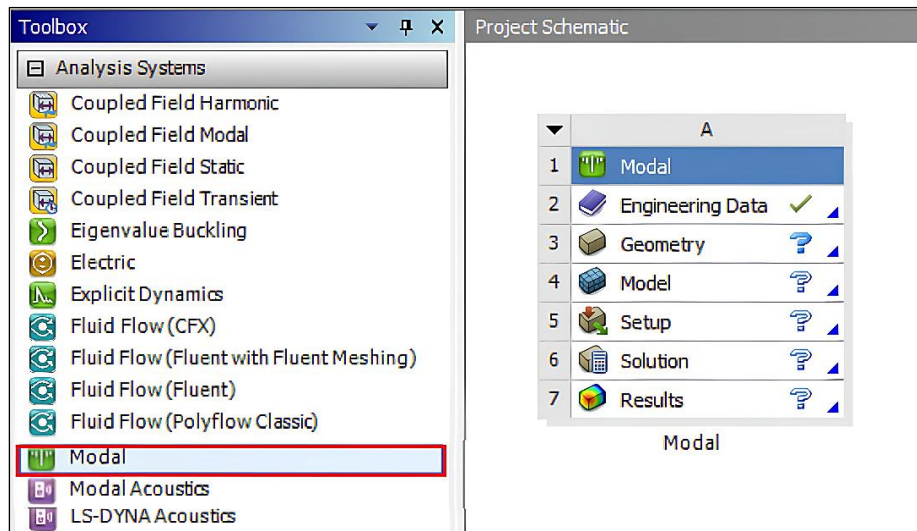 Toolbox
Analysis Systems
Coupled Field Harmonic
Coupled Field Modal
Coupled Field Static
Coupled Field Transient
Eigenvalue Buckling
Electric
Explicit Dynamics
Fluid Flow (CFX)
Fluid Flow (Fluent with Fluent Meshing)
Fluid Flow (Fluent)
Fluid Flow (Polyflow Classic)
Modal
Modal Acoustics
LS-DYNA Acoustics
Project Schematic
A
1 Modal
2 Engineering Data
3 Geometry
4 Model
5 Setup
6 Solution
7 Results
Modal